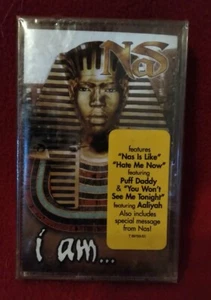 Nas
features
"Nas Is Like"
"Hate Me Now"
featuring
Puff Daddy
& "You Won't
See Me Tonight"
featuring Aaliyah
Also includes
special message
from Nas!
i am...